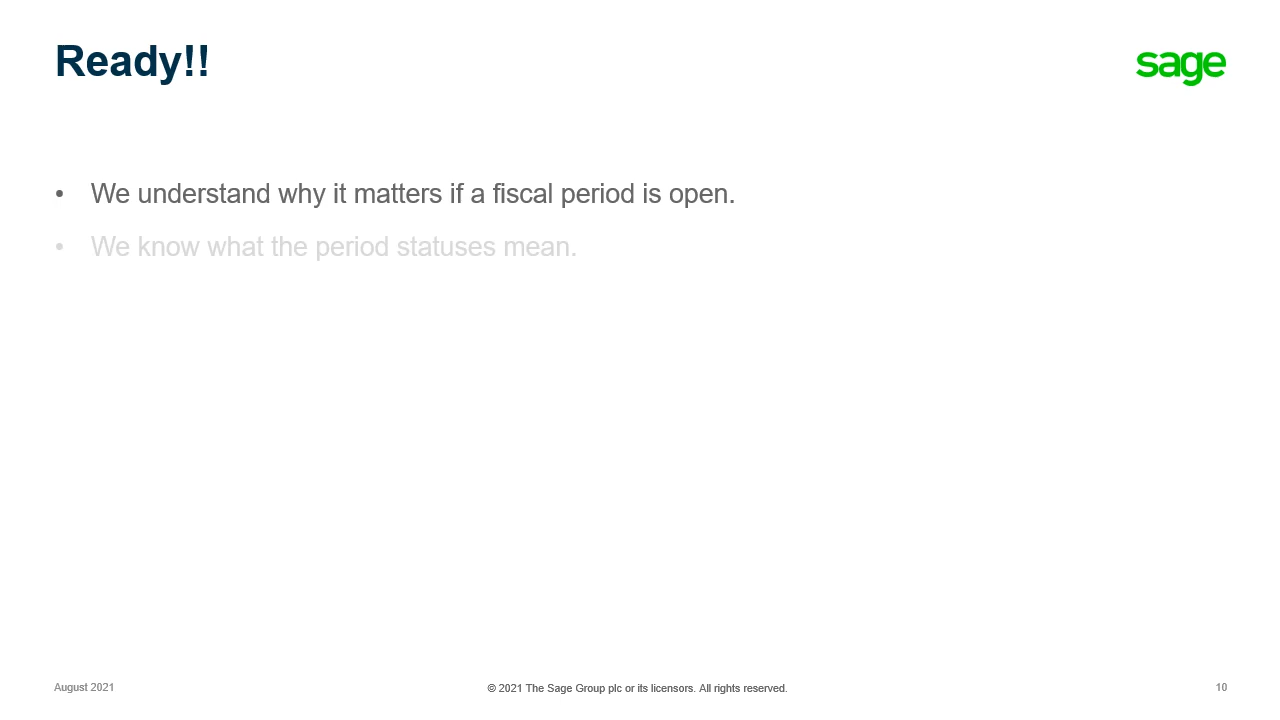 Ready!!
sage
• We understand why it matters if a fiscal period is open.
• We know what the period statuses mean.
August 2021
© 2021 The Sage Group plc or its licensors. All rights reserved.
10